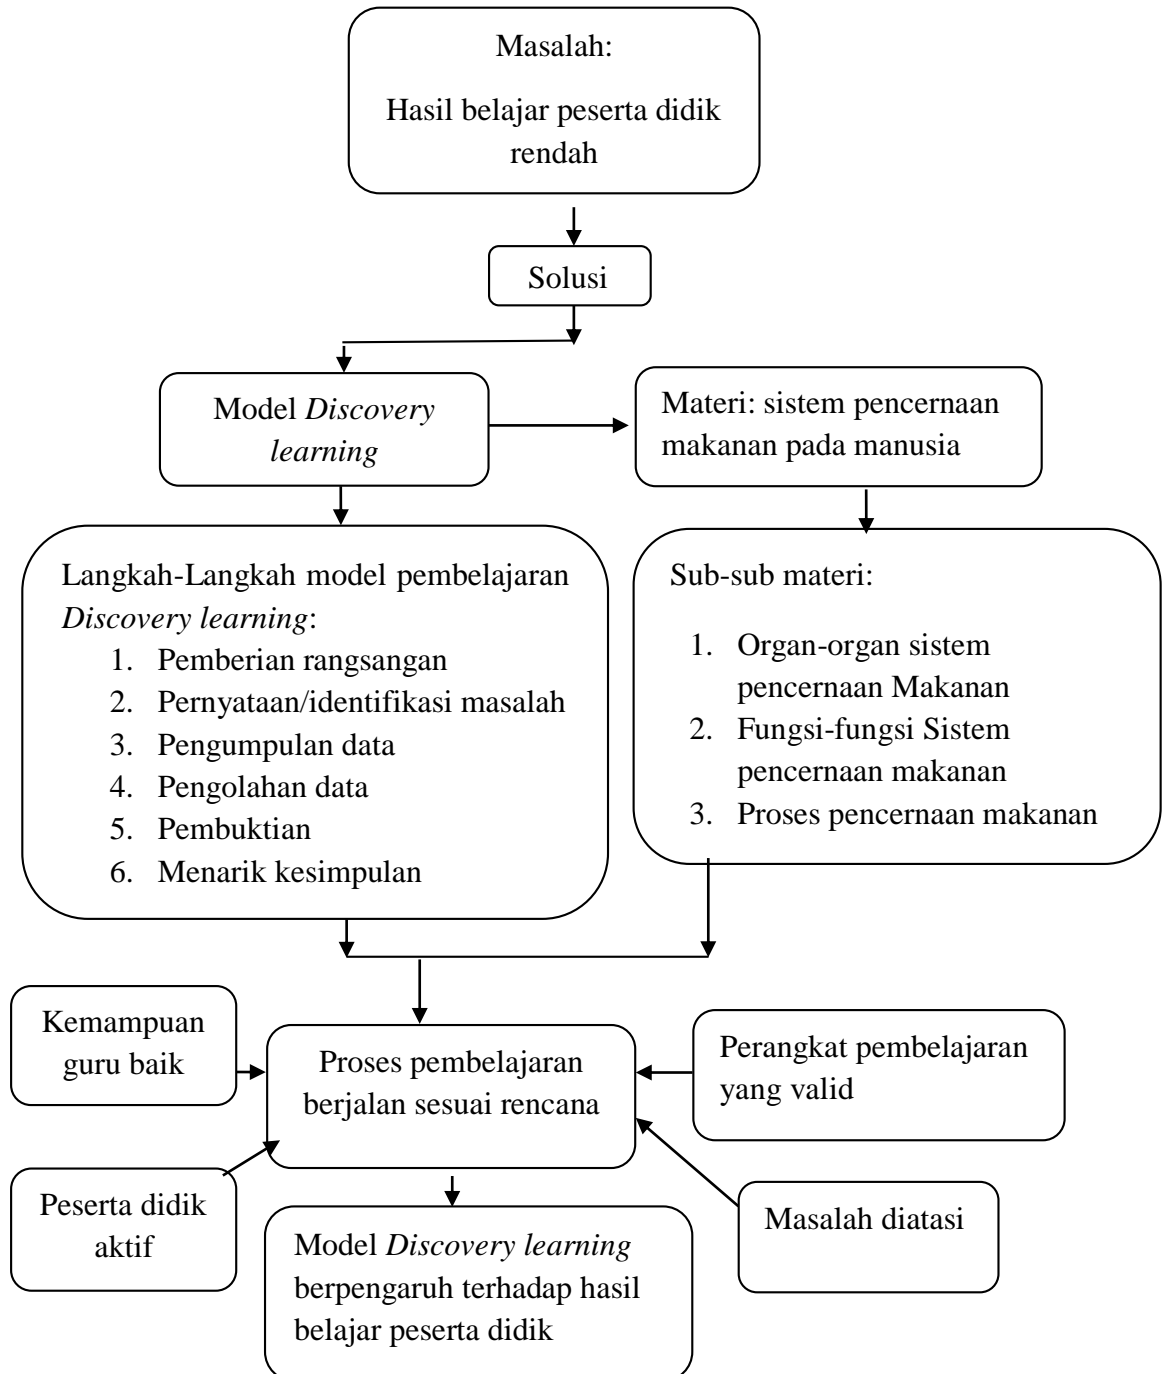 Masalah:
Hasil belajar peserta didik
rendah
Solusi
Model Discovery
learning
Materi: sistem pencernaan
makanan pada manusia
Langkah-Langkah model pembelajaran
Discovery learning:
1. Pemberian rangsangan
2. Pernyataan/identifikasi masalah
3. Pengumpulan data
4. Pengolahan data
5. Pembuktian
6. Menarik kesimpulan
Sub-sub materi:
1. Organ-organ sistem
pencernaan Makanan
2. Fungsi-fungsi Sistem
pencernaan makanan
3. Proses pencernaan makanan
Kemampuan
guru baik
Proses pembelajaran
berjalan sesuai rencana
Perangkat pembelajaran
yang valid
Peserta didik
aktif
Masalah diatasi
Model Discovery learning
berpengaruh terhadap hasil
belajar peserta didik